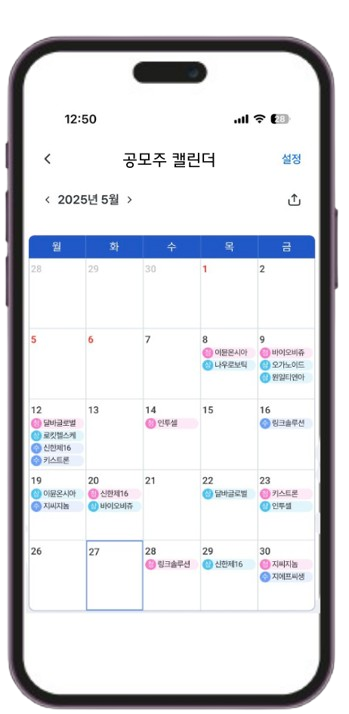 12:50
28
공모주 캘린더
설정
2025년 5월
월 화 수 목 금
28 29 30 1 2
5 6 7 8 9
청 이뮨온시아
상 나우로보틱
청 바이오비쥬
상 오가노이드
상 원일티엔아
12 13 14 15 16
청 달바글로벌
상 로킷헬스케
수 신한제16
수 키스트론
청 인투셀
수 링크솔루션
19 20 21 22 23
상 이뮨온시아
수 지씨지놈
청 신한제16
상 바이오비쥬
상 달바글로벌
청 키스트론
상 인투셀
26 27 28 29 30
청 링크솔루션
상 신한제16
청 지씨지놈
수 지에프씨생